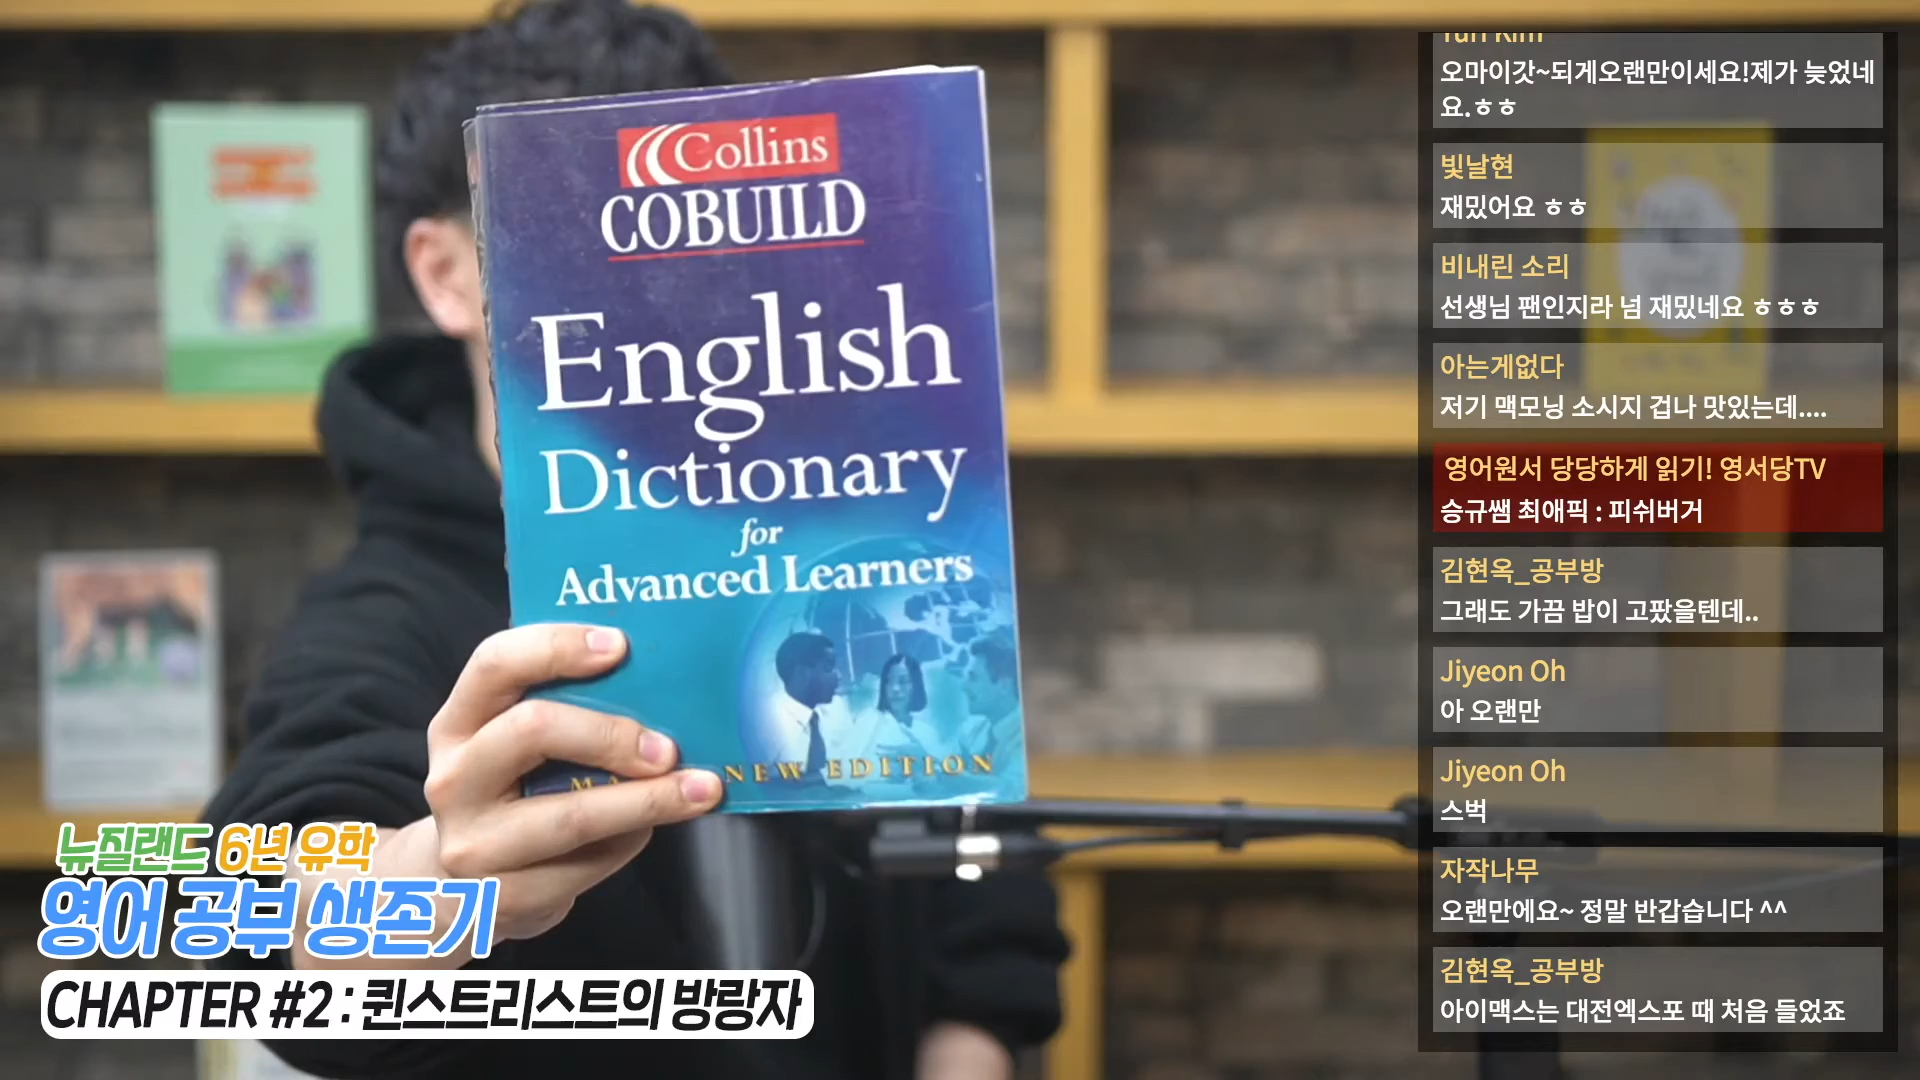 Collins
COBUILD
English
Dictionary
for
Advanced Learners
NEW EDITION
뉴질랜드 6년 유학
영어 공부 생존기
CHAPTER #2 : 퀸스트리스트의 방랑자
Yuri Kim
오마이갓~되게오랜만이세요!제가 늦었네
요.ㅎㅎ
빛날현
재밌어요 ㅎㅎ
비내린 소리
선생님 팬인지라 넘 재밌네요 ㅎㅎㅎ
아는게없다
저기 맥모닝 소시지 겁나 맛있는데....
영어원서 당당하게 읽기! 영서당TV
승규쌤 최애픽 : 피쉬버거
김현옥_공부방
그래도 가끔 밥이 고팠을텐데..
Jiyeon Oh
아 오랜만
Jiyeon Oh
스벅
자작나무
오랜만에요~ 정말 반갑습니다 ^^
김현옥_공부방
아이맥스는 대전엑스포 때 처음 들었죠